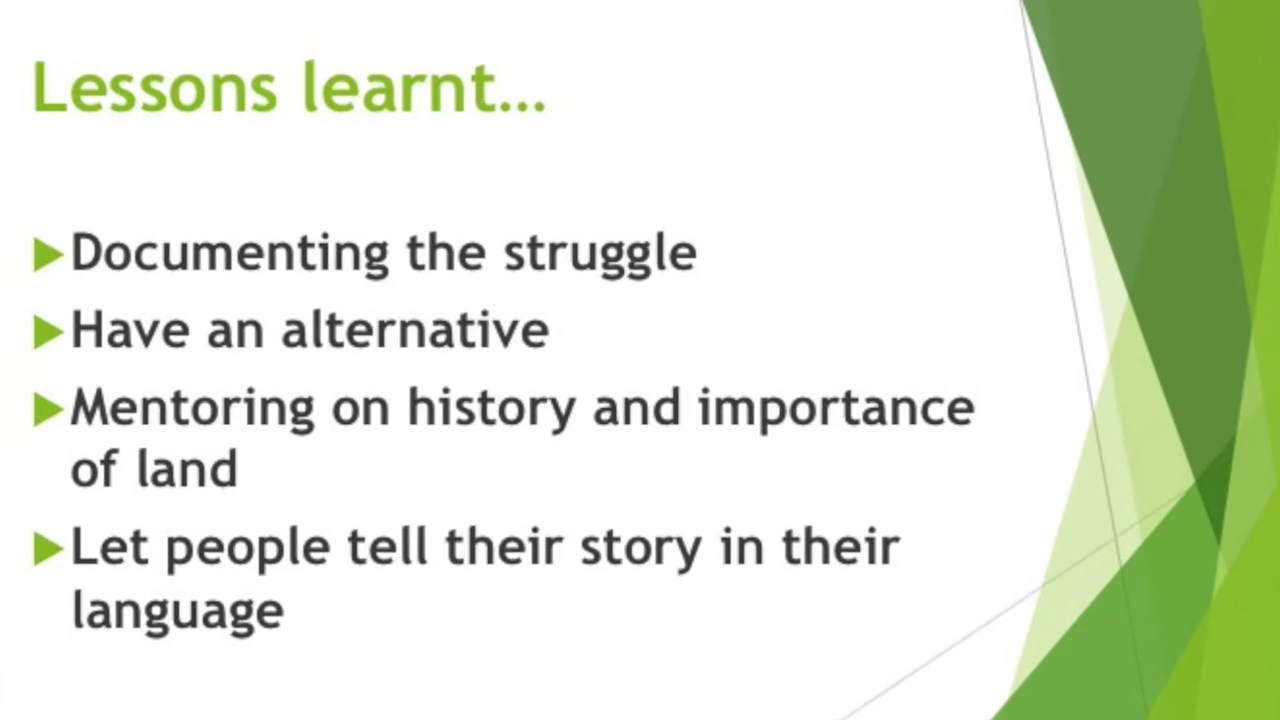 Lessons learnt...
Documenting the struggle
Have an alternative
Mentoring on history and importance
of land
Let people tell their story in their
language